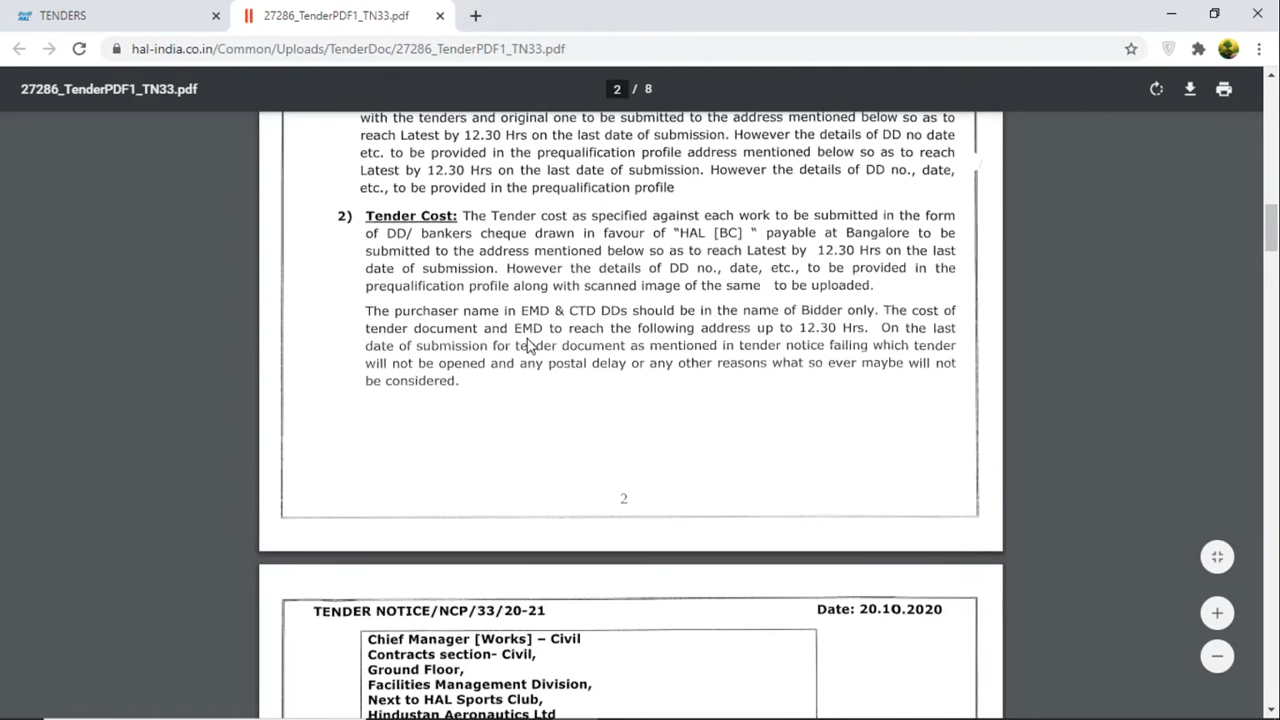 HAL TENDERS
27286_TenderPDF1_TN33.pdf
hal-india.co.in/Common/Uploads/TenderDoc/27286_TenderPDF1_TN33.pdf
27286_TenderPDF1_TN33.pdf
2 / 8
with the tenders and original one to be submitted to the address mentioned below so as to
reach Latest by 12.30 Hrs on the last date of submission. However the details of DD no date
etc. to be provided in the prequalification profile address mentioned below so as to reach
Latest by 12.30 Hrs on the last date of submission. However the details of DD no., date,
etc., to be provided in the prequalification profile
2) Tender Cost: The Tender cost as specified against each work to be submitted in the form
of DD/ bankers cheque drawn in favour of “HAL [BC] “ payable at Bangalore to be
submitted to the address mentioned below so as to reach Latest by 12.30 Hrs on the last
date of submission. However the details of DD no., date, etc., to be provided in the
prequalification profile along with scanned image of the same to be uploaded.
The purchaser name in EMD & CTD DDs should be in the name of Bidder only. The cost of
tender document and EMD to reach the following address up to 12.30 Hrs. On the last
date of submission for tender document as mentioned in tender notice failing which tender
will not be opened and any postal delay or any other reasons what so ever maybe will not
be considered.
2
TENDER NOTICE/NCP/33/20-21
Date: 20.10.2020
Chief Manager [Works] – Civil
Contracts section- Civil,
Ground Floor,
Facilities Management Division,
Next to HAL Sports Club,
Hindustan Aeronautics Ltd